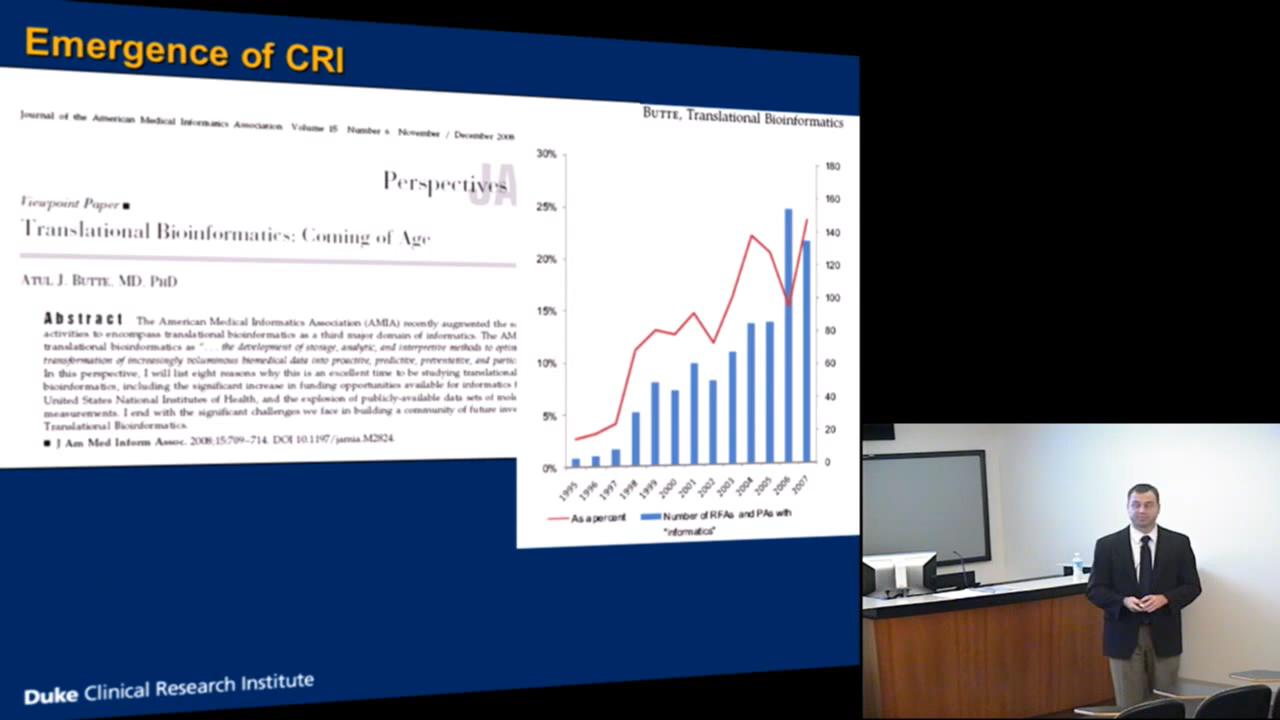 Emergence of CRI
Journal of the American Medical Informatics Association Volume 15 Number 6 November / December 2008
JA
Perspectives
Viewpoint Paper ■
Translational Bioinformatics: Coming of Age
ATUL J. BUTTE, MD, PHD
Abstract The American Medical Informatics Association (AMIA) recently augmented the
activities to encompass translational bioinformatics as a third major domain of informatics. The AM
translational bioinformatics as ". . . the development of storage, analytic, and interpretive methods to optim
transformation of increasingly voluminous biomedical data into proactive, predictive, preventative, and partic
In this perspective, I will list eight reasons why this is an excellent time to be studying translational
bioinformatics, including the significant increase in funding opportunities available for informatics f
United States National Institutes of Health, and the explosion of publicly-available data sets of mole
measurements. I end with the significant challenges we face in building a community of future inve
Translational Bioinformatics.
■ J Am Med Inform Assoc. 2008;15:709–714. DOI 10.1197/jamia.M2824.
BUTTE, Translational Bioinformatics
30%
25%
20%
15%
10%
5%
0%
180
160
140
120
100
80
60
40
20
0
1995 1996 1997 1998 1999 2000 2001 2002 2003 2004 2005 2006 2007
As a percent Number of RFAs and PAs with
"informatics"
Duke Clinical Research Institute